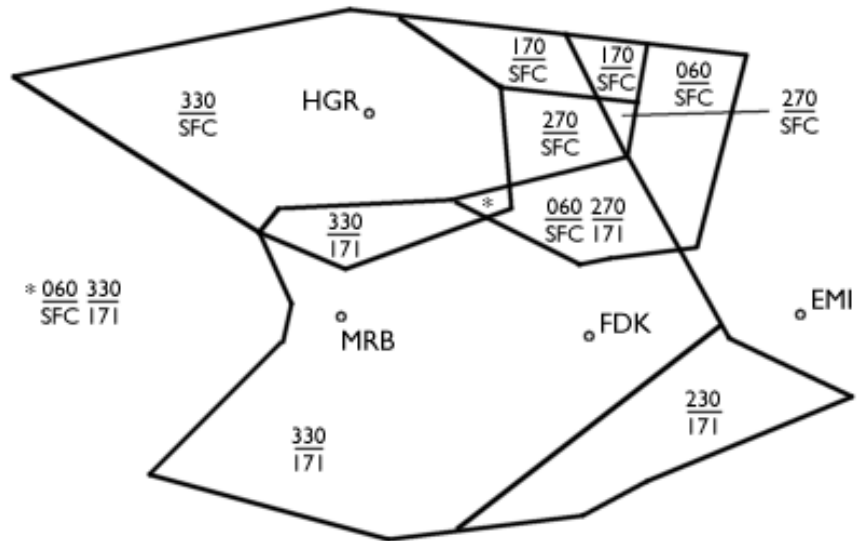 170
SFC
170
SFC
060
SFC
330
SFC
HGR
270
SFC
270
SFC
330
171
*
060 270
SFC 171
* 060 330
SFC 171
MRB
FDK
EMI
330
171
230
171